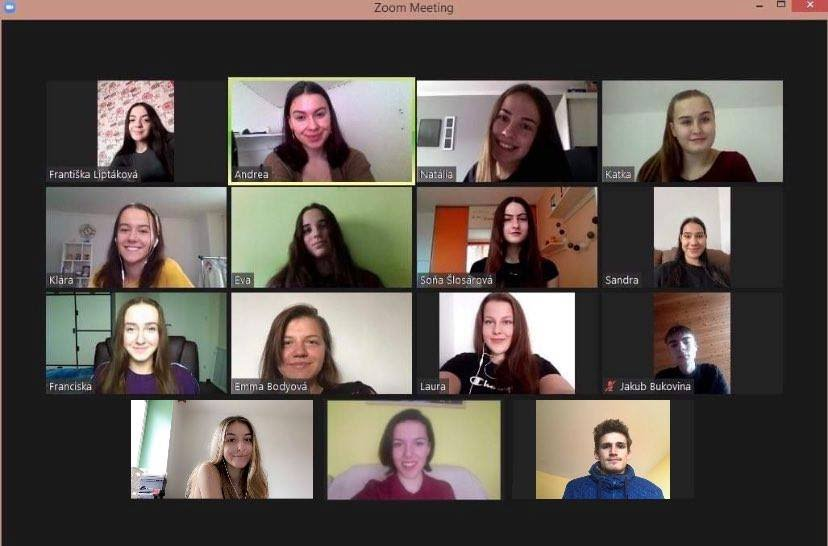 Zoom Meeting
Františka Liptáková
Andrea
Natália
Katka
Klára
Eva
Soňa Šlosárová
Sandra
Franciska
Emma Bodyová
Laura
Jakub Bukovina